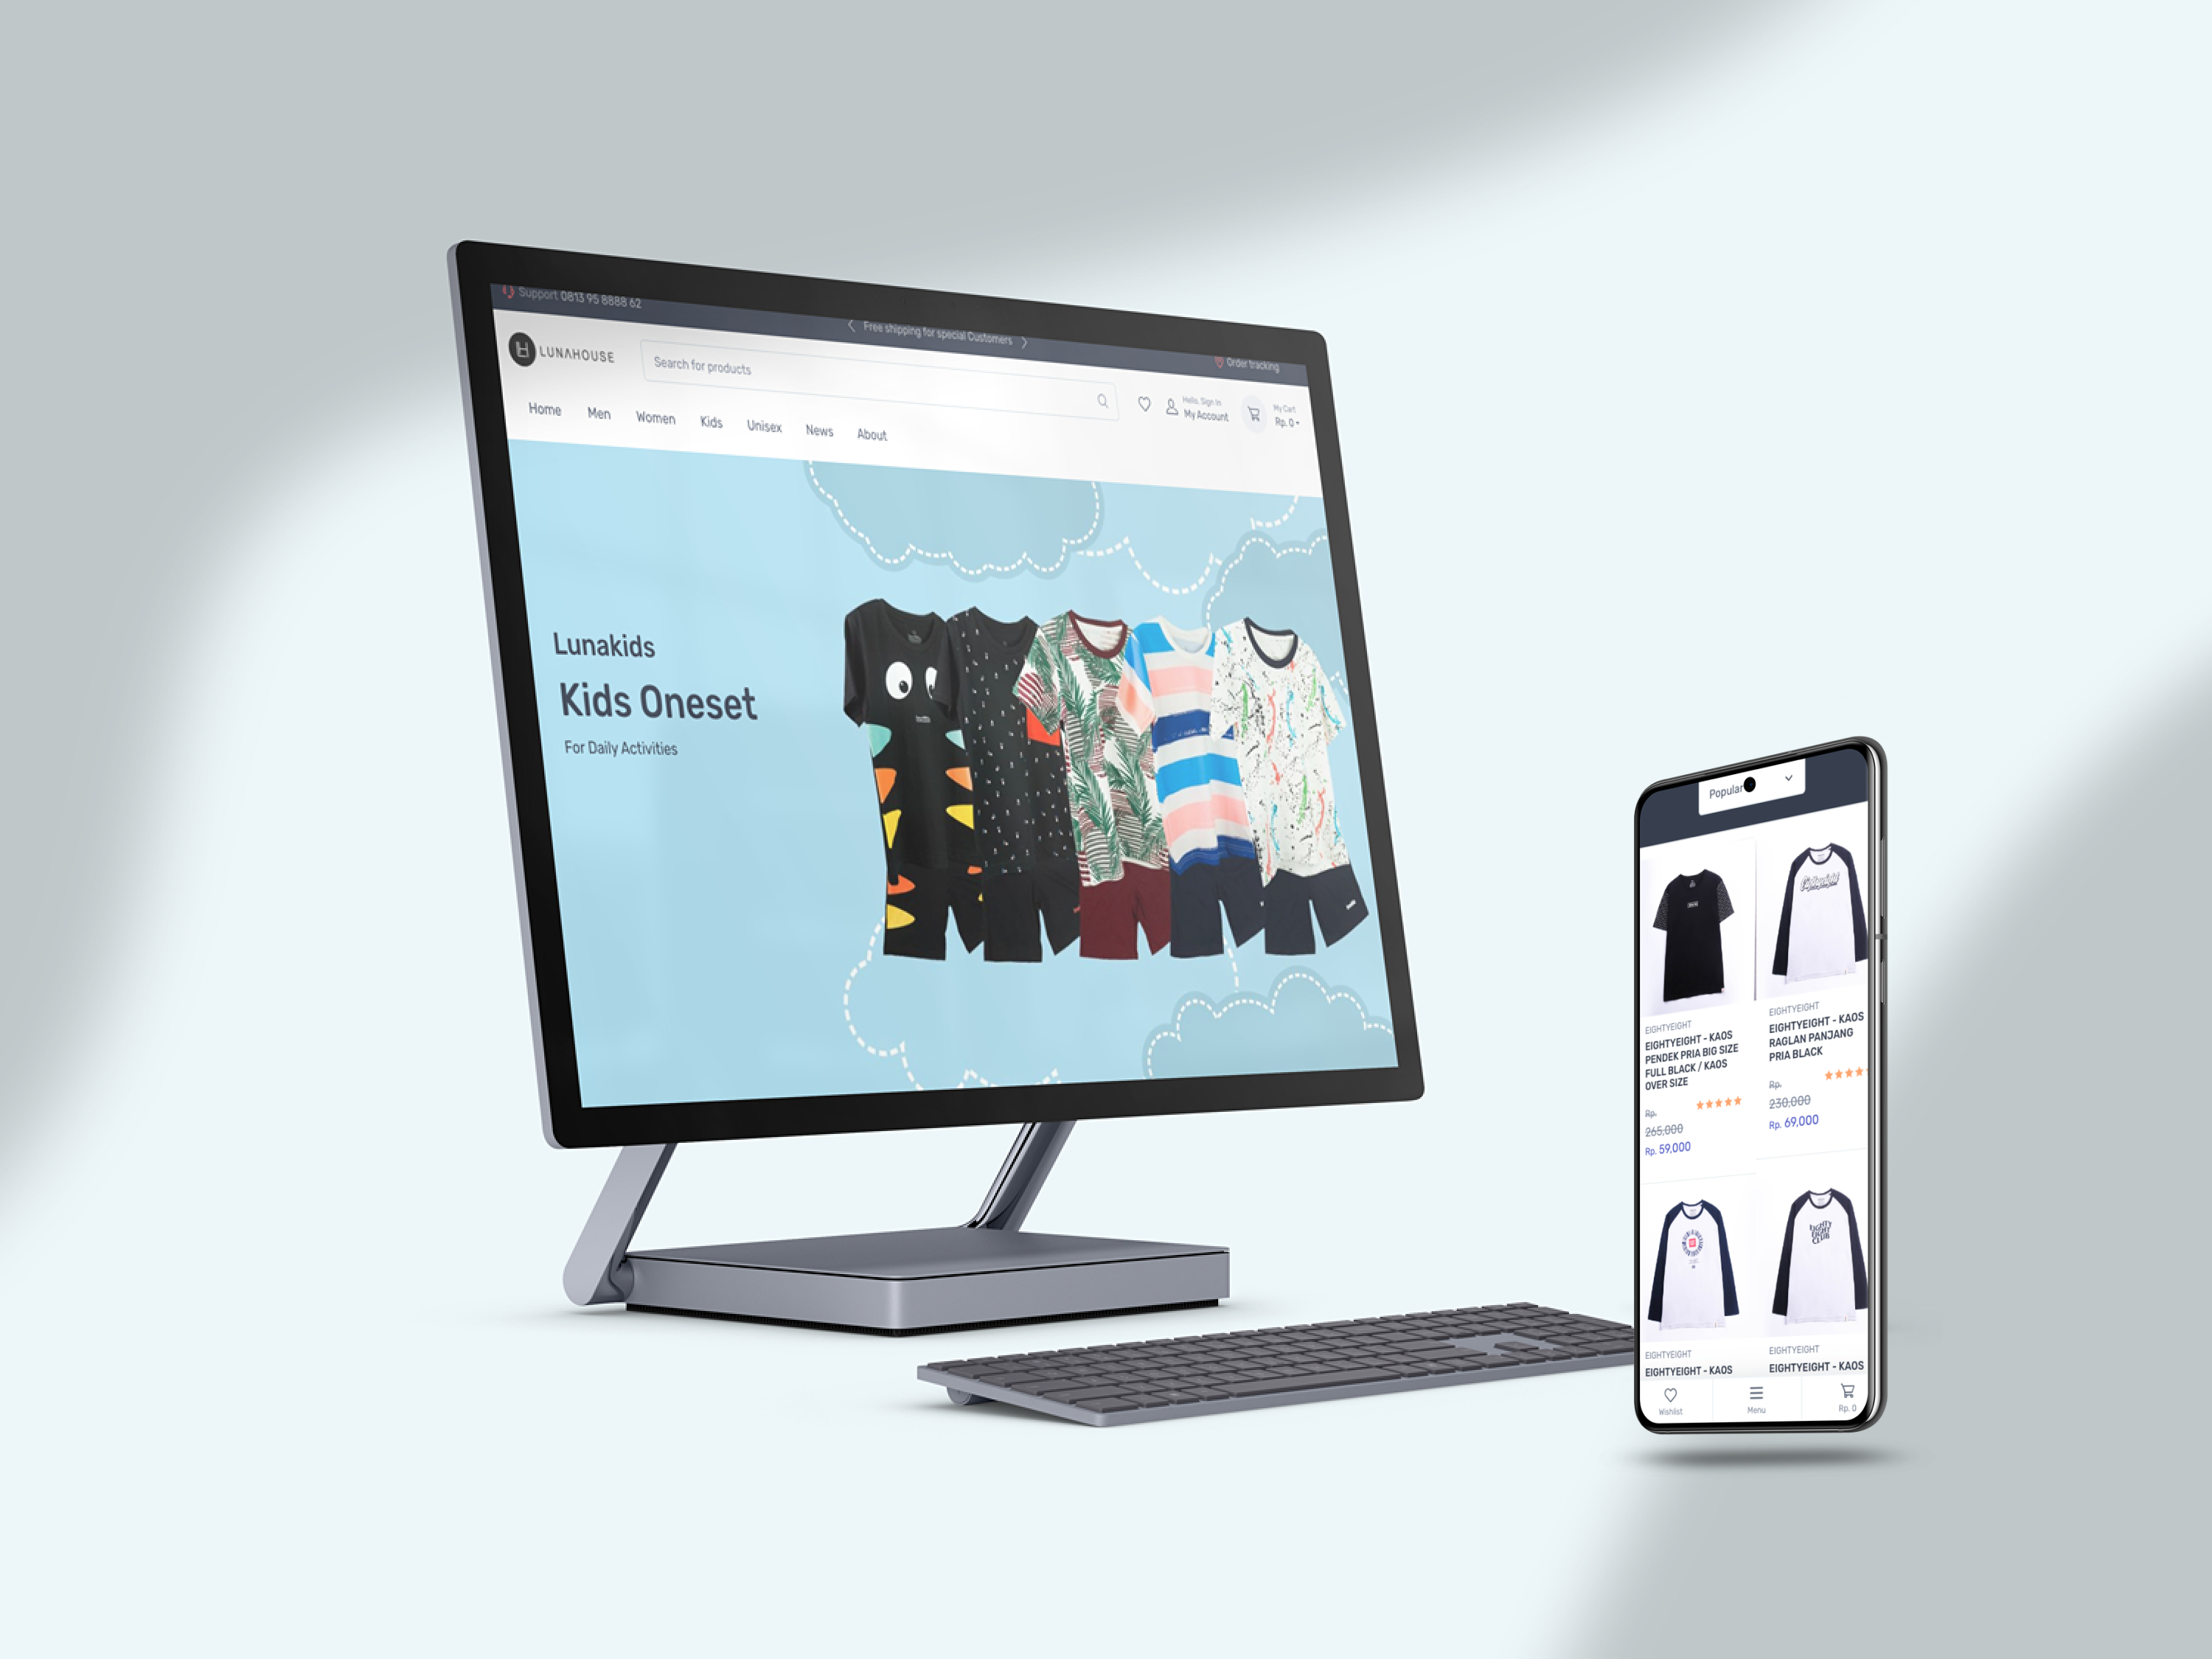 Support 0813 95 8888 62
Free shipping for special Customers
Order tracking
LUNAHOUSE
Search for products
Hello, Sign In
My Account
My Cart
Rp. 0
Home Men Women Kids Unisex News About
Lunakids
Kids Oneset
For Daily Activities
Popular
EIGHTYEIGHT
EIGHTYEIGHT - KAOS
PENDEK PRIA BIG SIZE
FULL BLACK / KAOS
OVER SIZE
Rp.
265,000
Rp. 59,000
Eightyeight
EIGHTYEIGHT
EIGHTYEIGHT - KAOS
RAGLAN PANJANG
PRIA BLACK
Rp.
230,000
Rp. 69,000
EIGHTYEIGHT
EIGHTYEIGHT - KAOS
EIGHTY
EIGHT
CLUB
EIGHTYEIGHT
EIGHTYEIGHT - KAOS
Wishlist
Menu
Rp. 0